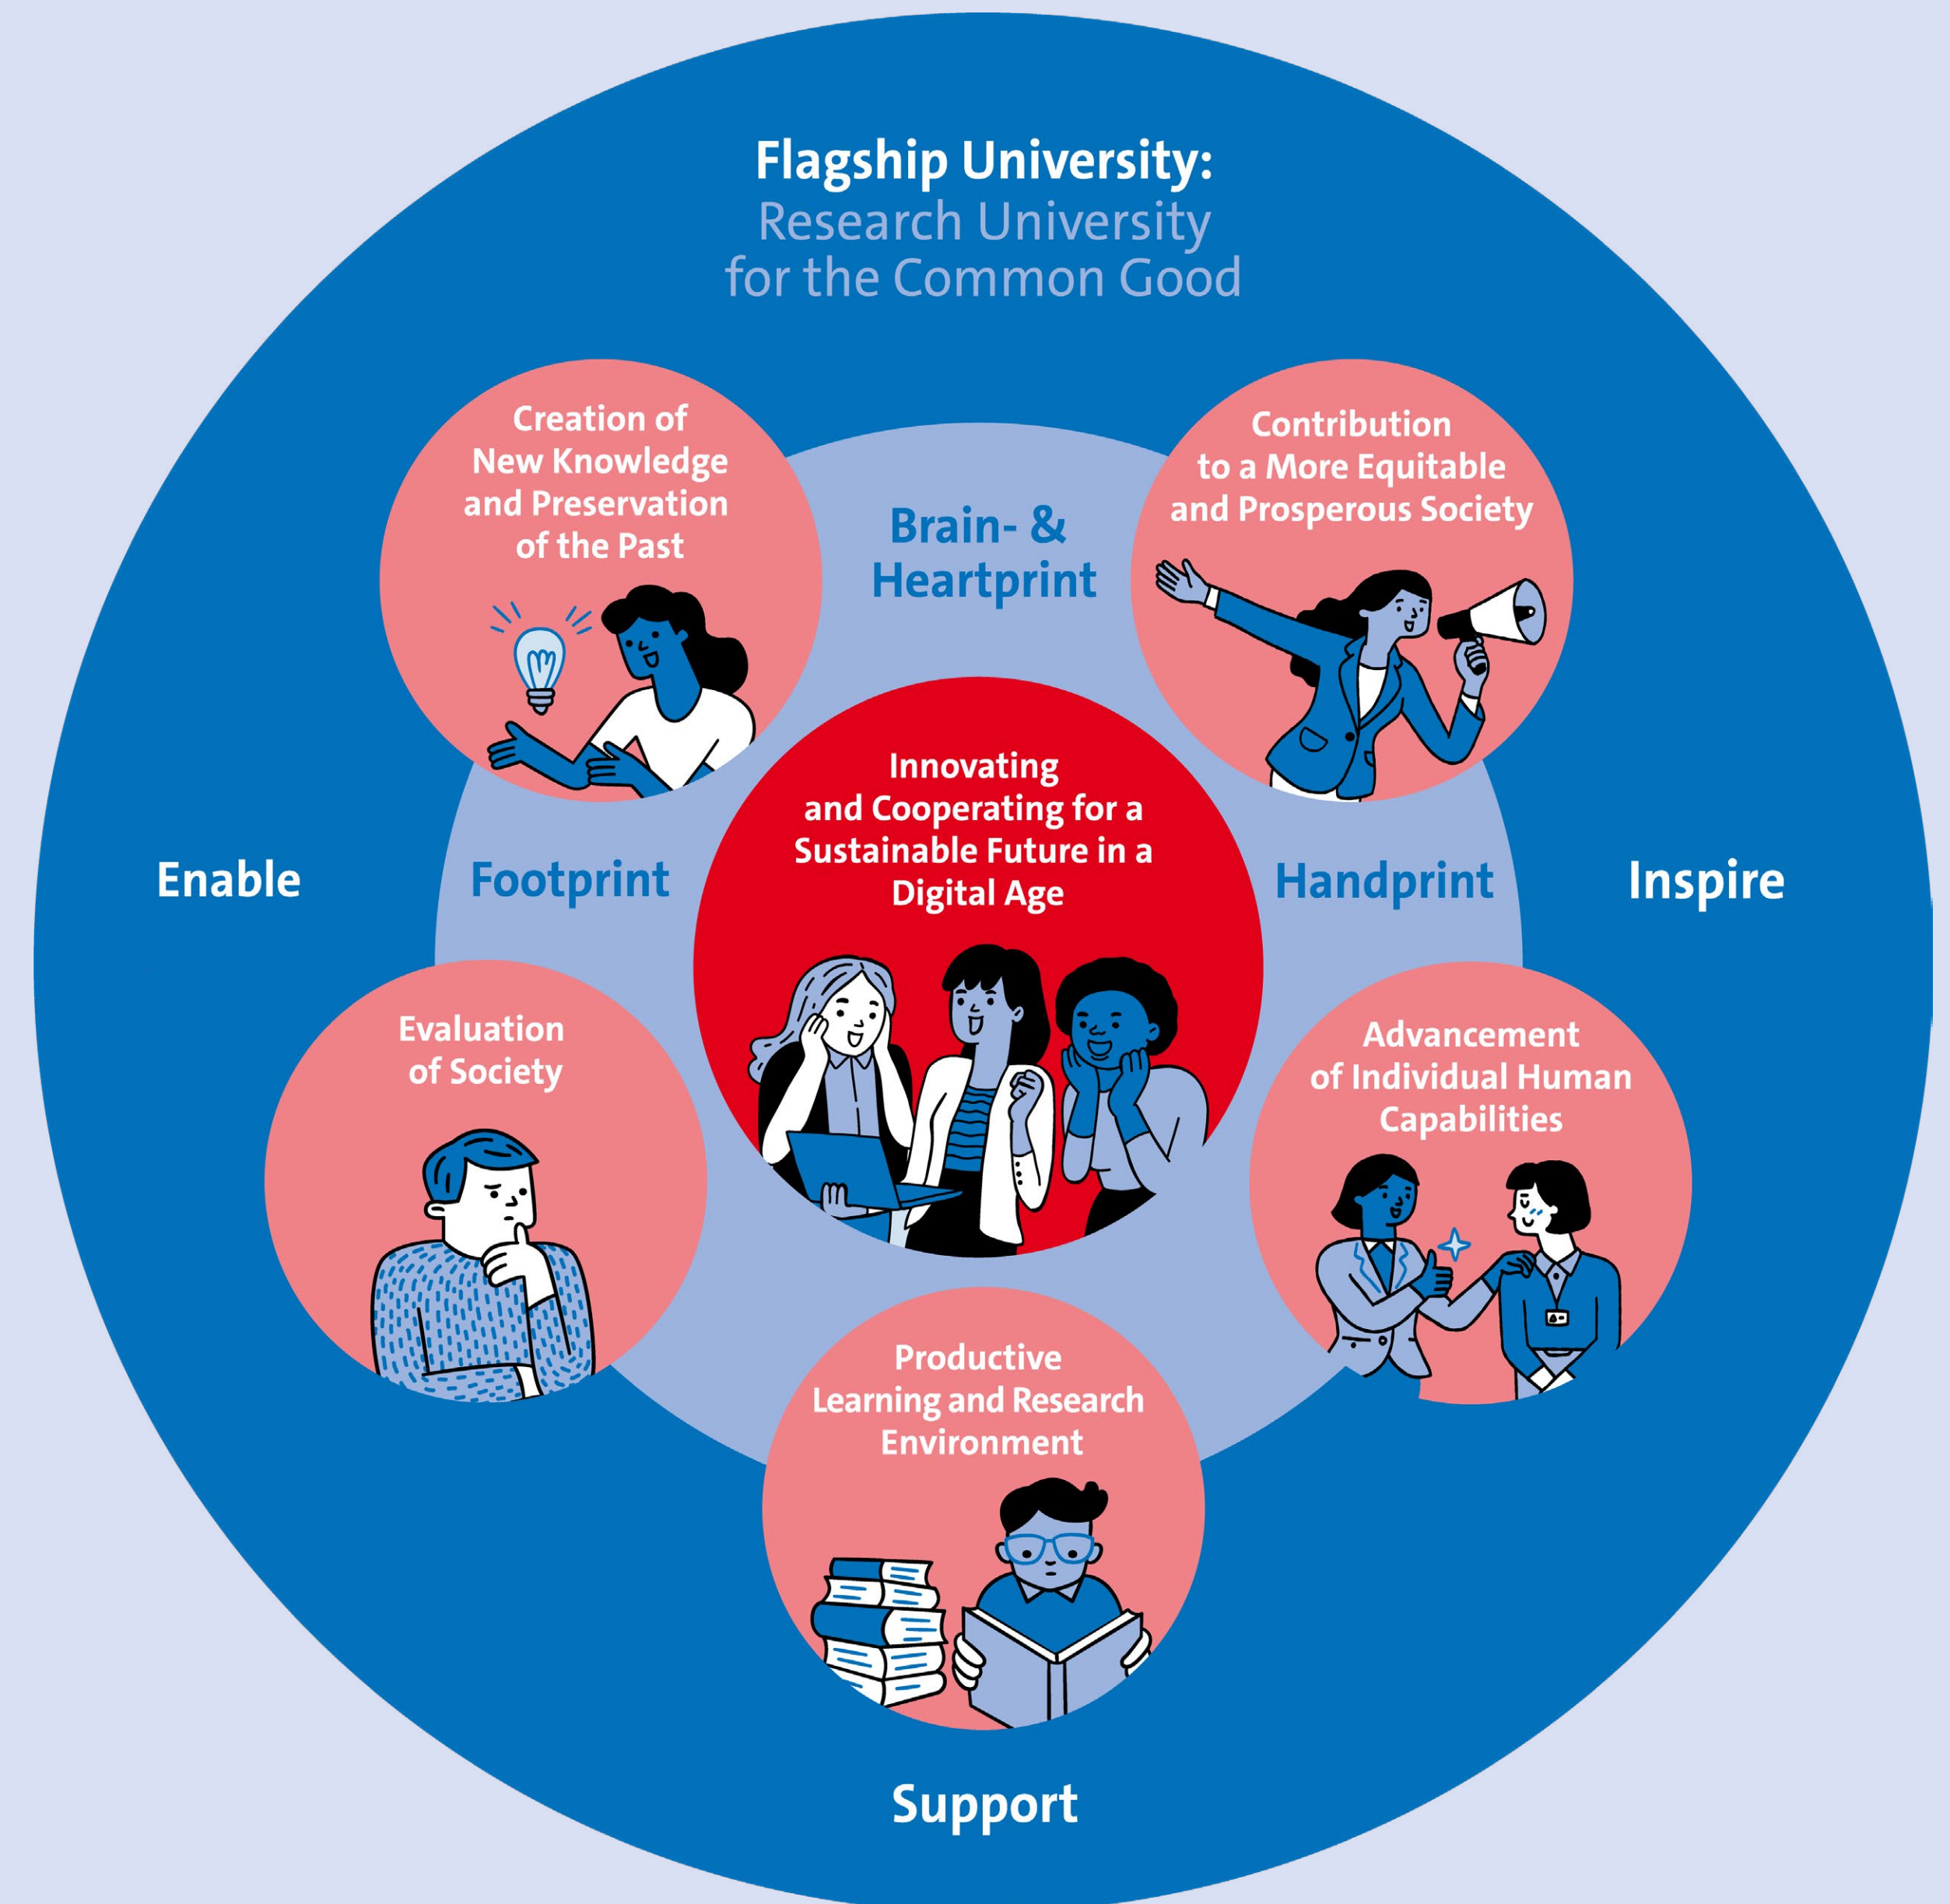 Flagship University:
Research University
for the Common Good
Creation of
New Knowledge
and Preservation
of the Past
Contribution
to a More Equitable
and Prosperous Society
Brain- &
Heartprint
Innovating
and Cooperating for a
Sustainable Future in a
Digital Age
Enable
Footprint
Handprint
Inspire
Evaluation
of Society
Advancement
of Individual Human
Capabilities
Productive
Learning and Research
Environment
Support